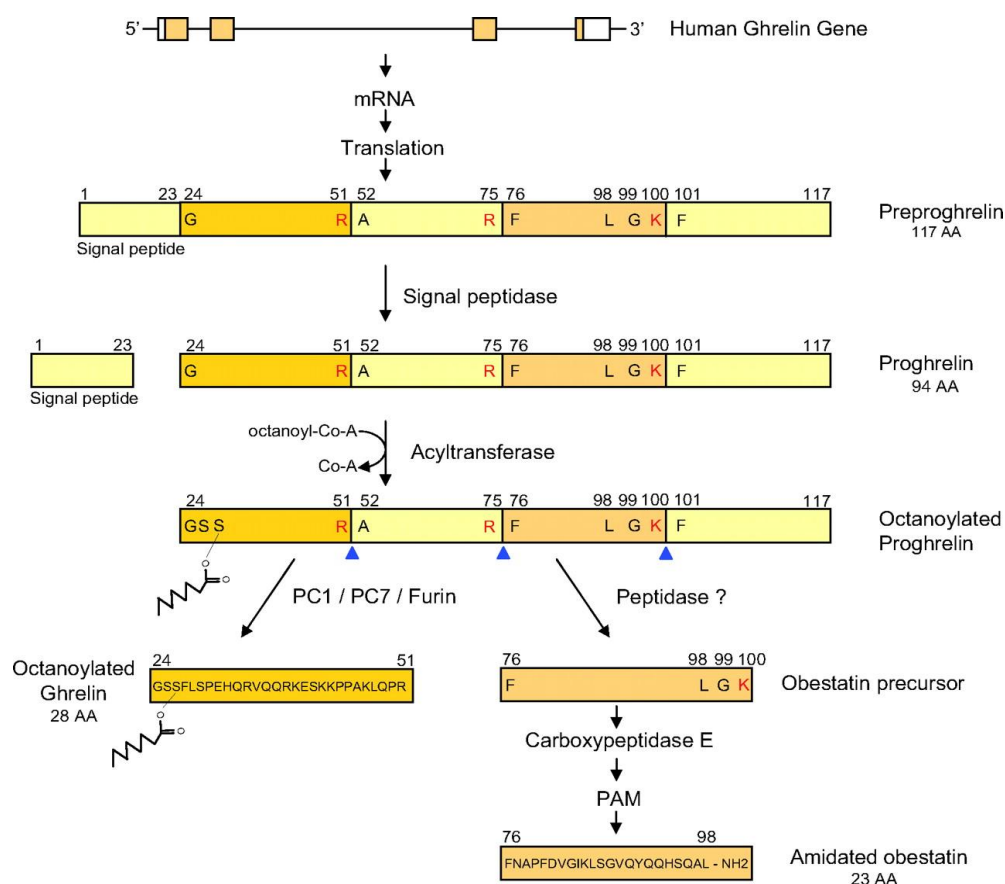 5' 3' Human Ghrelin Gene
mRNA
Translation
1 23 24 51 52 75 76 98 99 100 101 117
G R A R F L G K F
Preproghrelin
117 AA
Signal peptide
Signal peptidase
1 23 24 51 52 75 76 98 99 100 101 117
G R A R F L G K F
Proghrelin
94 AA
Signal peptide
octanoyl-Co-A
Co-A
Acyltransferase
24 51 52 75 76 98 99 100 101 117
GS S R A R F L G K F
Octanoylated
Proghrelin
O
O
PC1 / PC7 / Furin
Peptidase ?
Octanoylated
Ghrelin
28 AA
24 51
GSSFLSPEHQRVQQRKESKKPPAKLQPR
O
O
76 98 99 100
F L G K
Obestatin precursor
Carboxypeptidase E
PAM
76 98
FNAPFDVGIKLSGVQYQQHSQAL - NH2
Amidated obestatin
23 AA